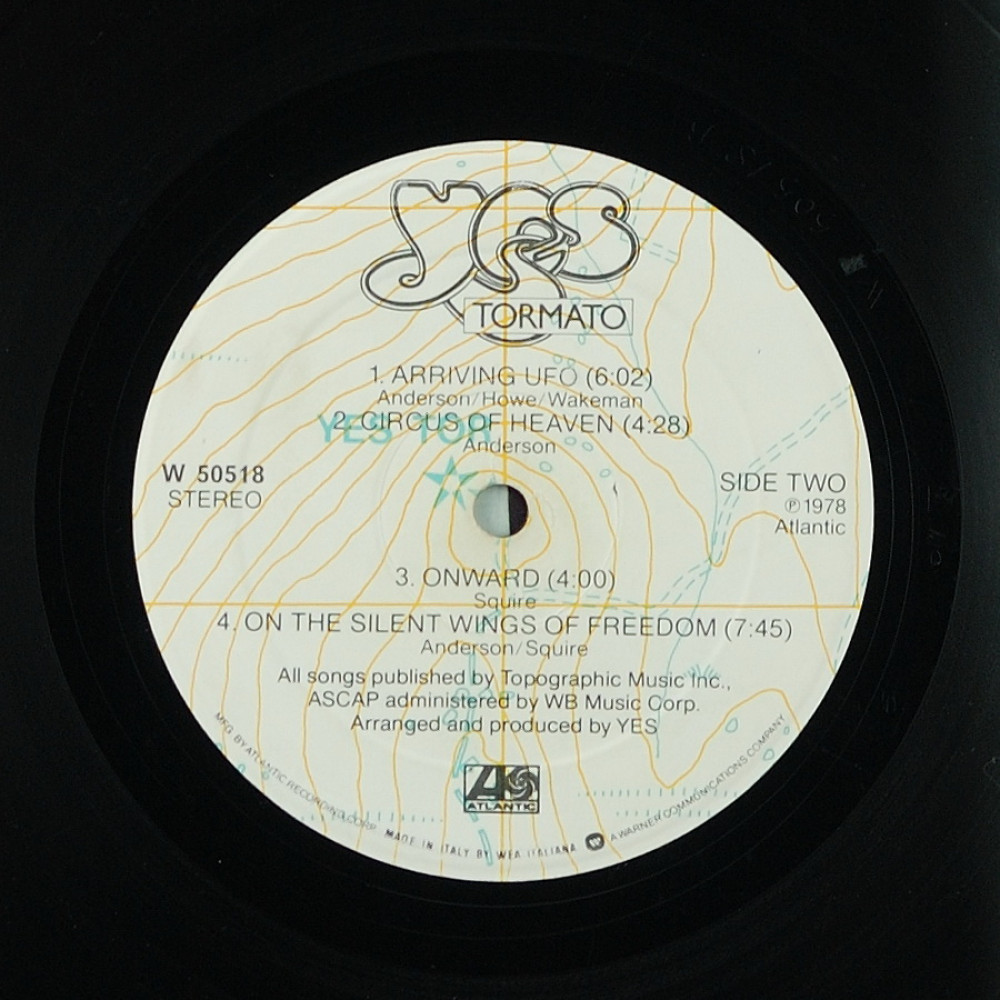 YES
TORMATO
1. ARRIVING UFO (6:02)
Anderson/Howe/Wakeman
2. CIRCUS OF HEAVEN (4:28)
Anderson
YES TOR
W 50518
STEREO
SIDE TWO
℗ 1978
Atlantic
3. ONWARD (4:00)
Squire
4. ON THE SILENT WINGS OF FREEDOM (7:45)
Anderson/Squire
All songs published by Topographic Music Inc.,
ASCAP administered by WB Music Corp.
Arranged and produced by YES
ATLANTIC
MFG. BY ATLANTIC RECORDING CORP. MADE IN ITALY BY WEA ITALIANA A WARNER COMMUNICATIONS COMPANY